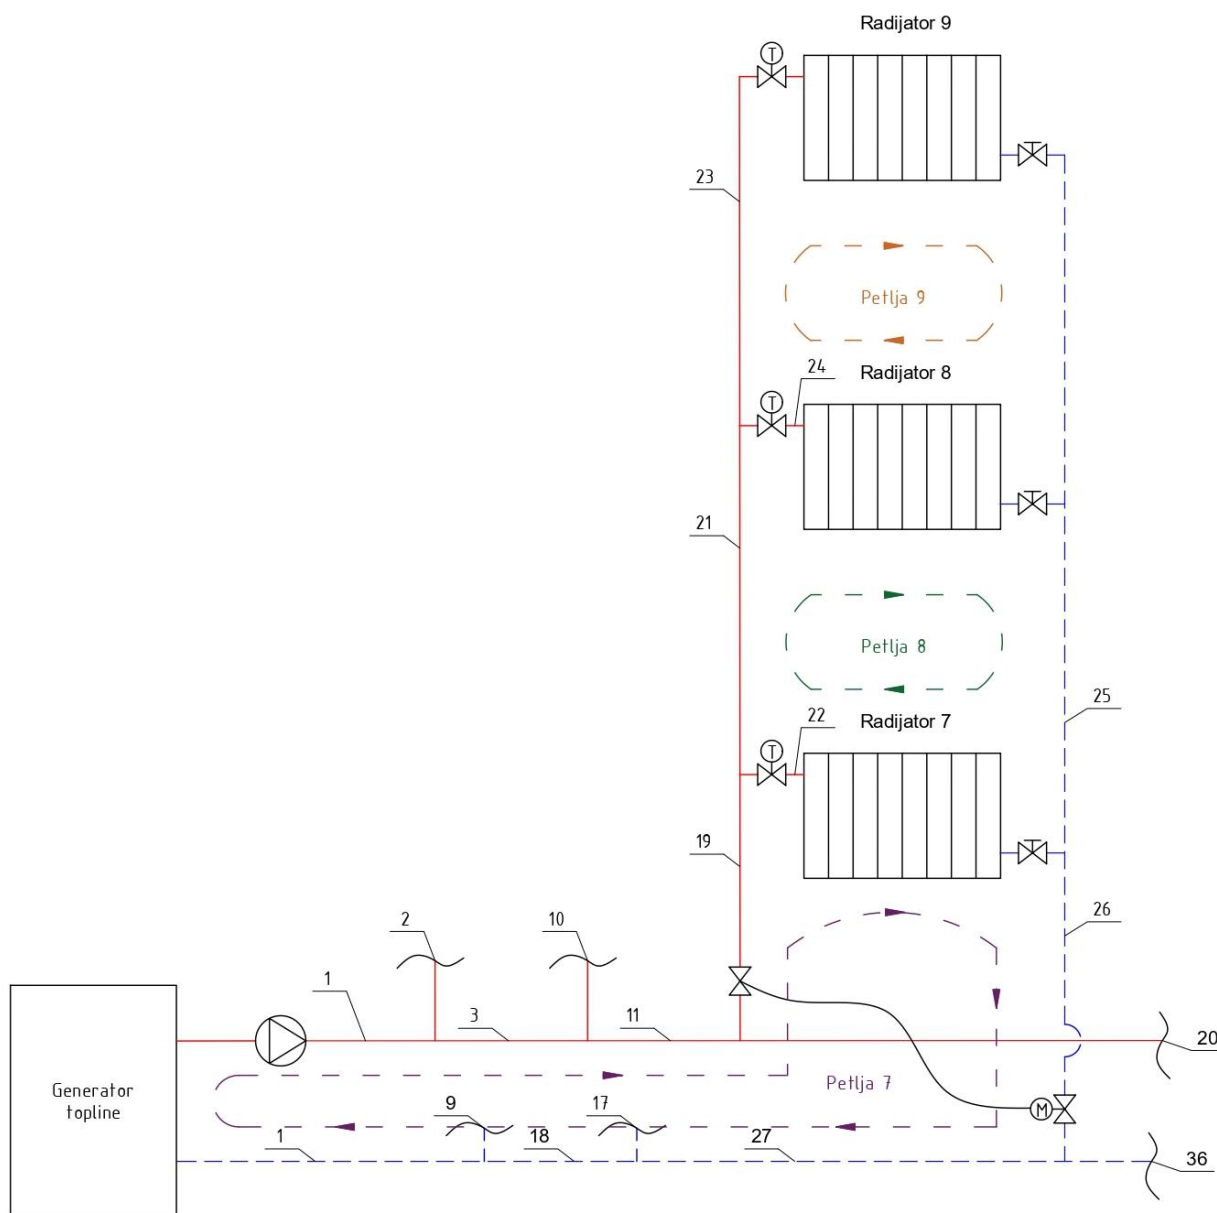 Radijator 9
T
23
Petlja 9
24
Radijator 8
T
21
Petlja 8
25
22
Radijator 7
T
19
26
2
10
1
3
11
20
Generator
topline
Petlja 7
9
17
M
1
18
27
36